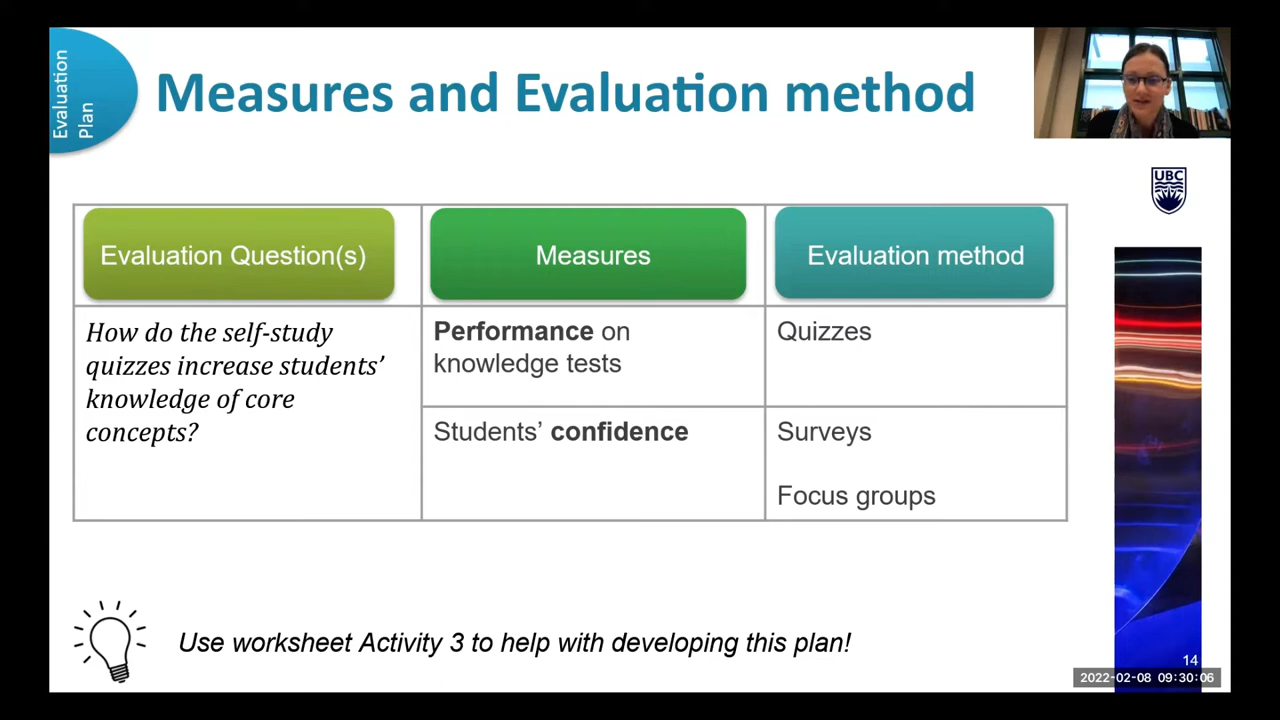 Evaluation
Plan
Measures and Evaluation method
UBC
Evaluation Question(s)
Measures
Evaluation method
How do the self-study
quizzes increase students’
knowledge of core
concepts?
Performance on
knowledge tests
Quizzes
Students’ confidence
Surveys
Focus groups
Use worksheet Activity 3 to help with developing this plan!
14
2022-02-08 09:30:06